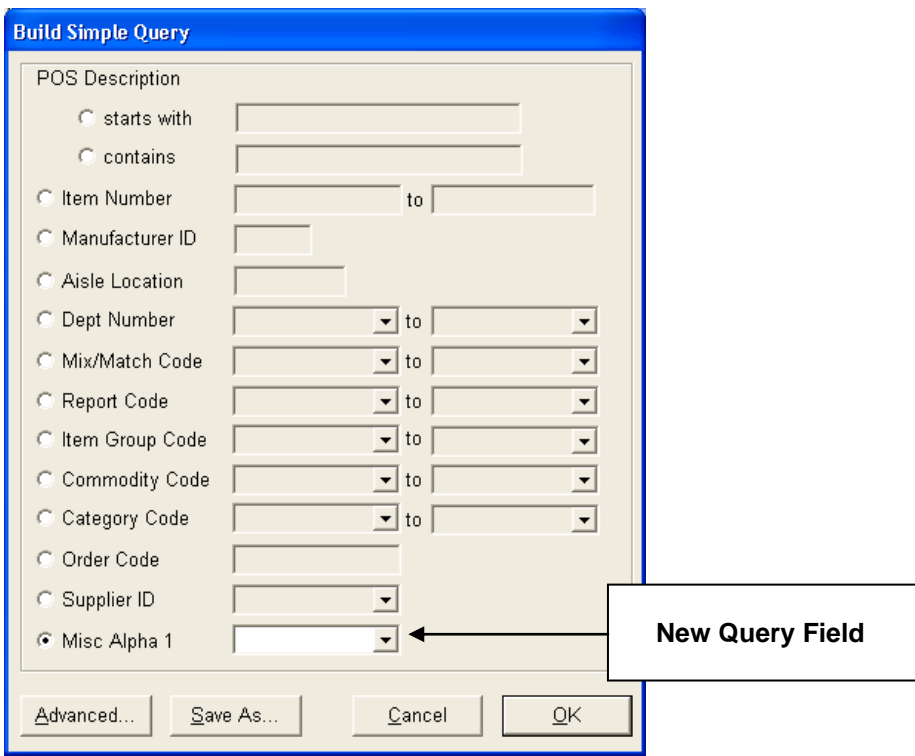 Build Simple Query
POS Description
starts with
contains
Item Number to
Manufacturer ID
Aisle Location
Dept Number to
Mix/Match Code to
Report Code to
Item Group Code to
Commodity Code to
Category Code to
Order Code
Supplier ID
Misc Alpha 1
New Query Field
Advanced... Save As... Cancel OK